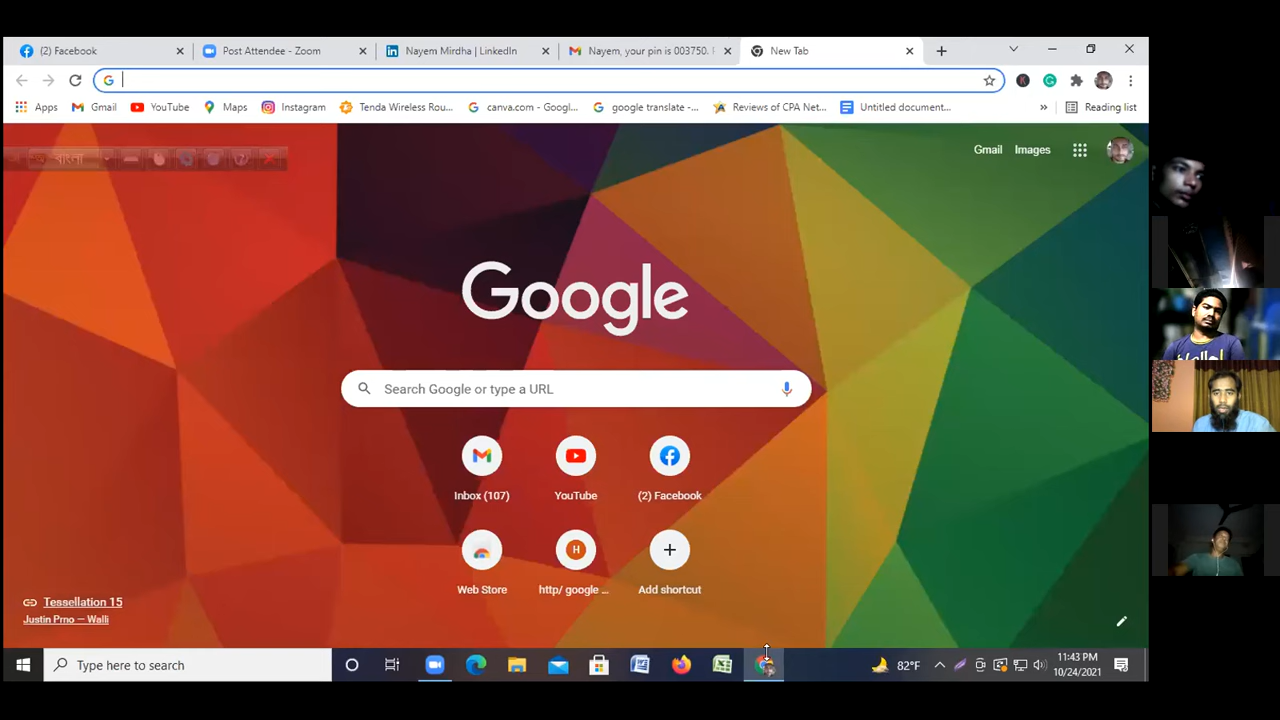 (2) Facebook
Post Attendee - Zoom
Nayem Mirdha | LinkedIn
Nayem, your pin is 003750.
New Tab
Apps
Gmail
YouTube
Maps
Instagram
Tenda Wireless Rou...
canva.com - Googl...
google translate -...
Reviews of CPA Net...
Untitled document...
»
Reading list
বাংলা
Gmail
Images
Google
Search Google or type a URL
Inbox (107)
YouTube
(2) Facebook
H
Web Store
http/ google ...
Add shortcut
Tessellation 15
Justin Prno — Walli
Type here to search
82°F
11:43 PM
10/24/2021